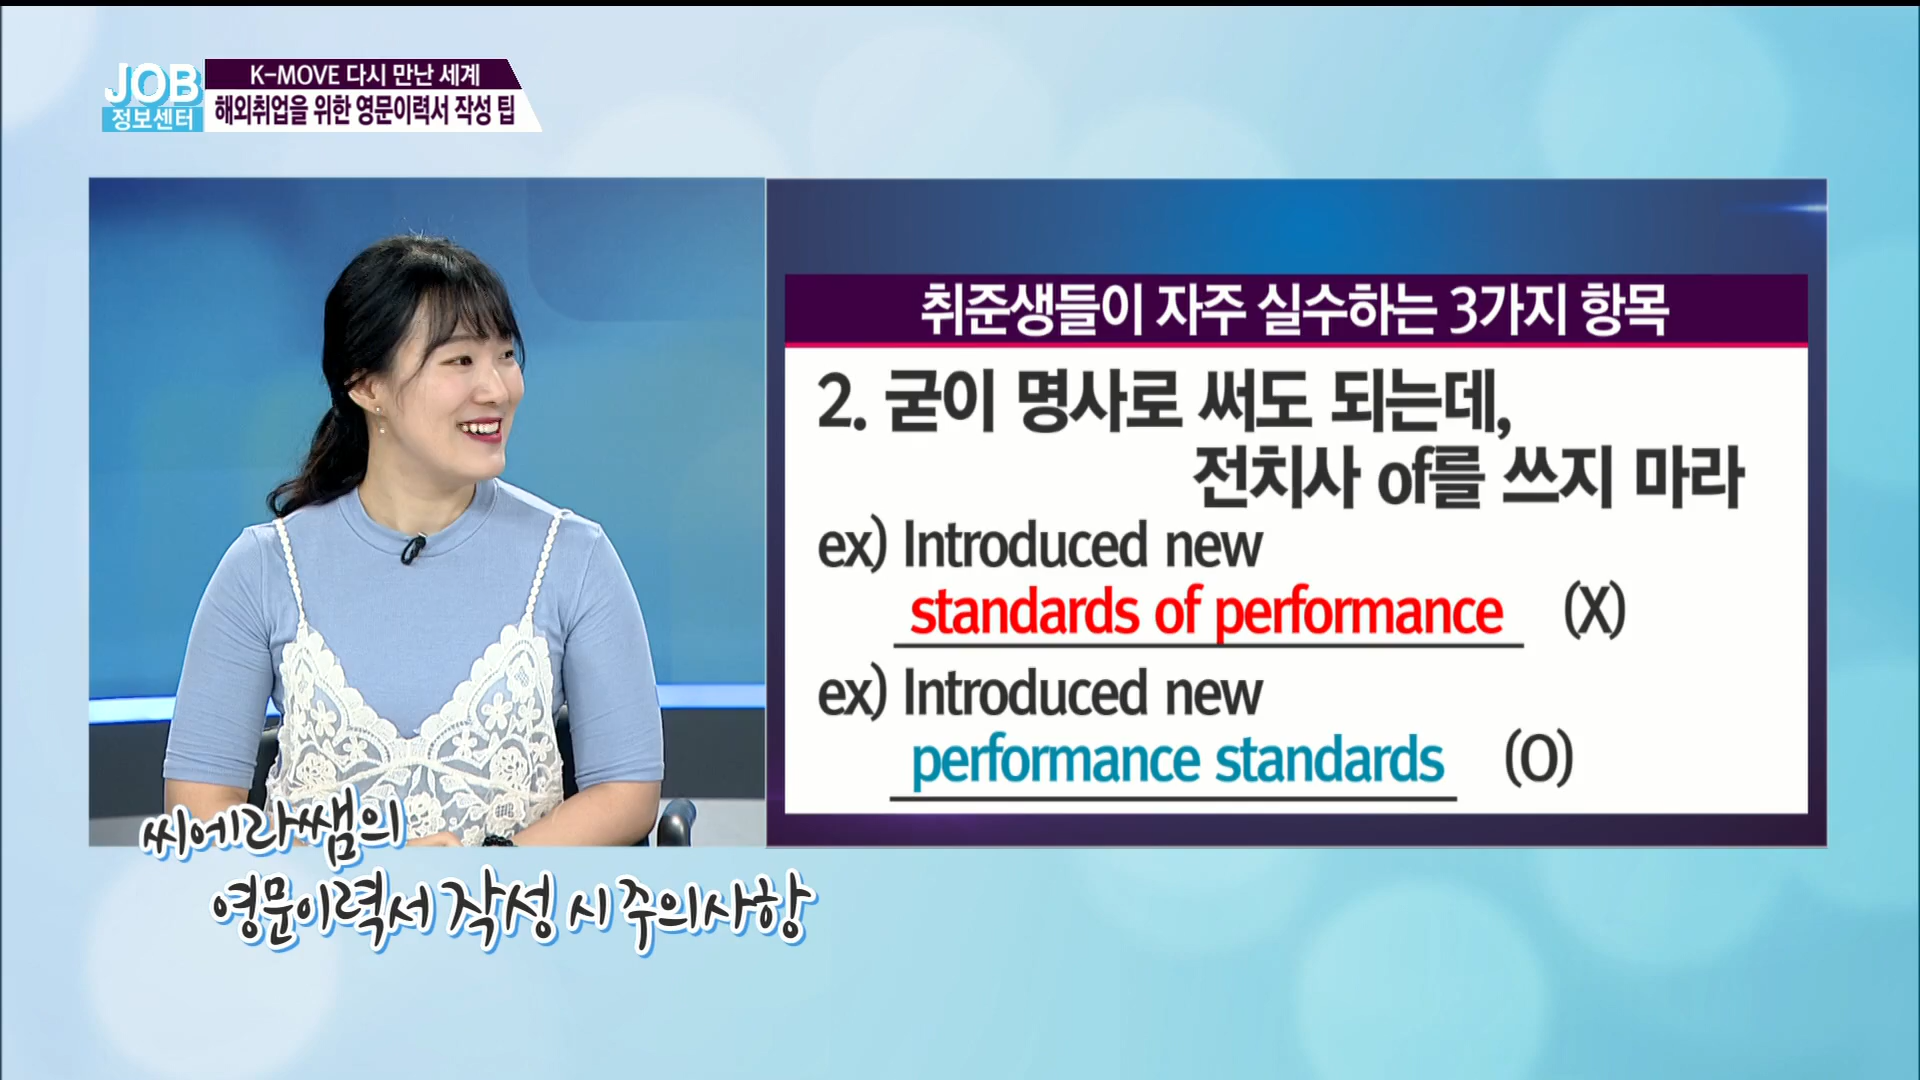 JOB
정보센터
K-MOVE 다시 만난 세계
해외취업을 위한 영문이력서 작성 팁
취준생들이 자주 실수하는 3가지 항목
2. 굳이 명사로 써도 되는데,
전치사 of를 쓰지 마라
ex) Introduced new
standards of performance (X)
ex) Introduced new
performance standards (O)
씨에라쌤의
영문이력서 작성 시 주의사항